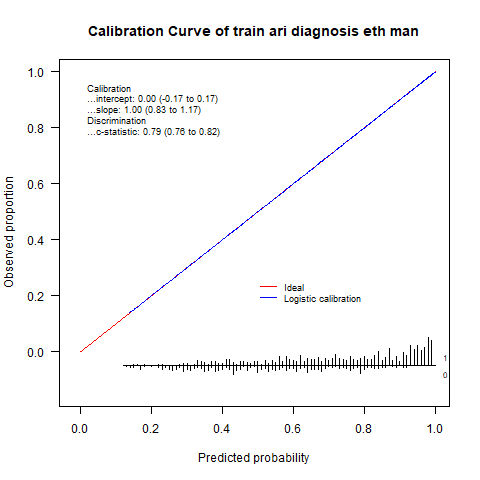 Calibration Curve of train ari diagnosis eth man
Calibration
...intercept: 0.00 (-0.17 to 0.17)
...slope: 1.00 (0.83 to 1.17)
Discrimination
...c-statistic: 0.79 (0.76 to 0.82)
Observed proportion
1.0
0.8
0.6
0.4
0.2
0.0
Ideal
Logistic calibration
1
0
0.0 0.2 0.4 0.6 0.8 1.0
Predicted probability